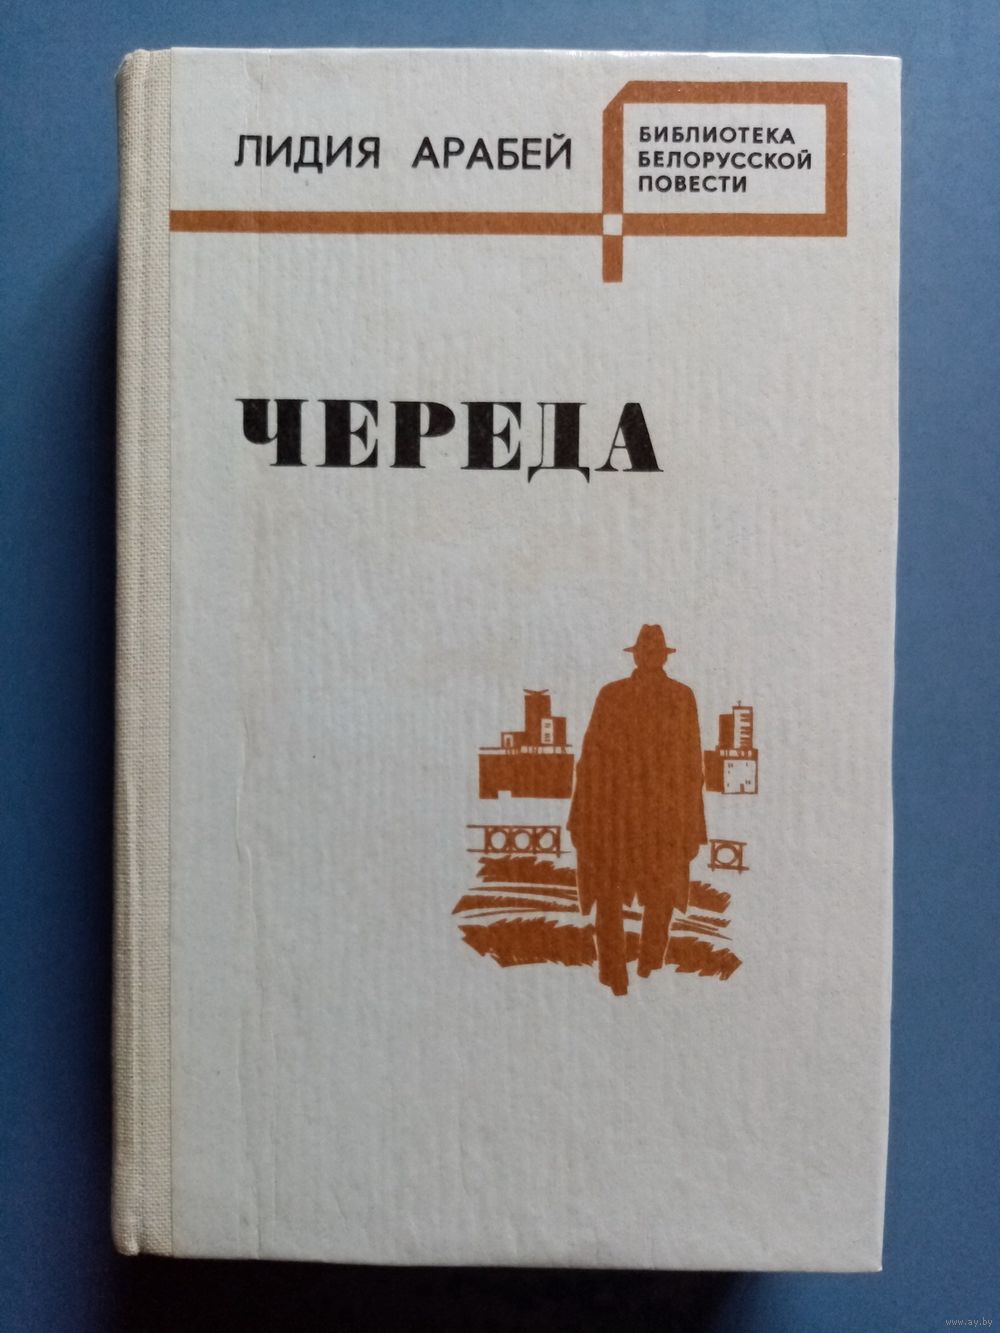 ЛИДИЯ АРАБЕЙ
БИБЛИОТЕКА
БЕЛОРУССКОЙ
ПОВЕСТИ
ЧЕРЕДА
www.ay.by